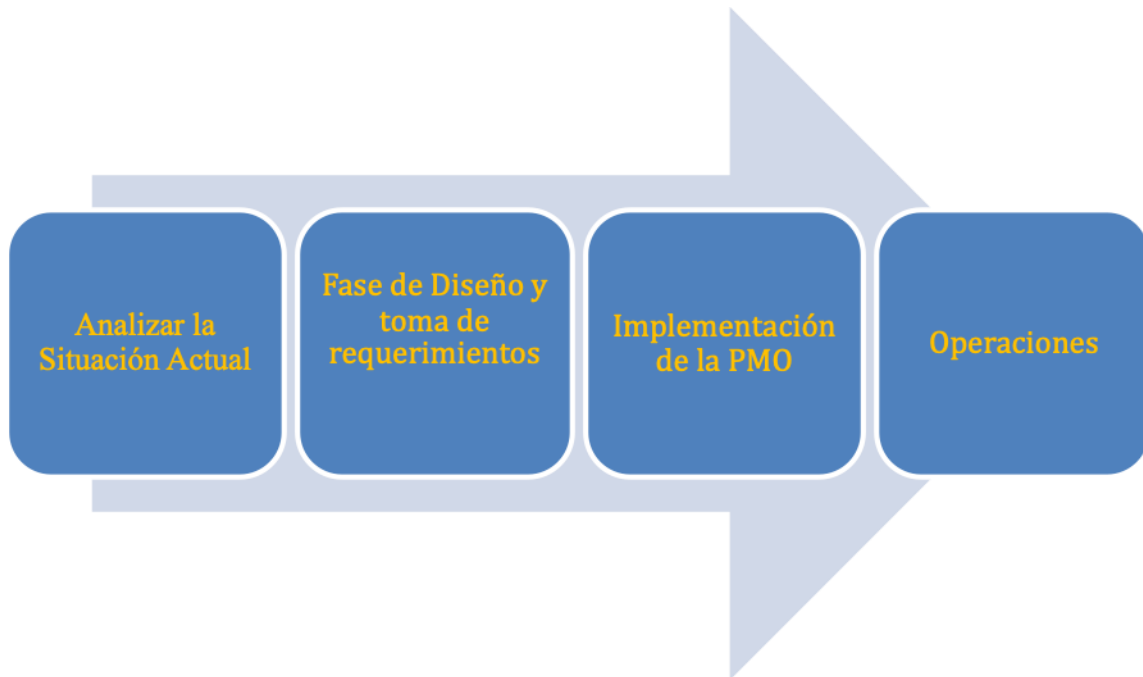 Analizar la
Situación Actual
Fase de Diseño y
toma de
requerimientos
Implementación
de la PMO
Operaciones